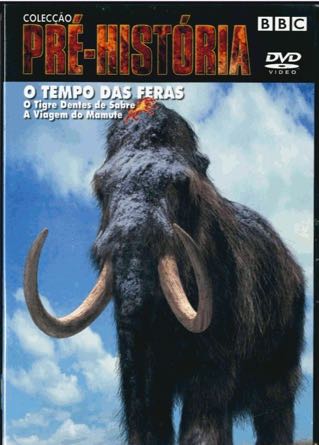 COLECÇÃO
PRÉ-HISTÓRIA
BBC
DVD
VIDEO
O TEMPO DAS FERAS
O Tigre Dentes de Sabre
A Viagem do Mamute